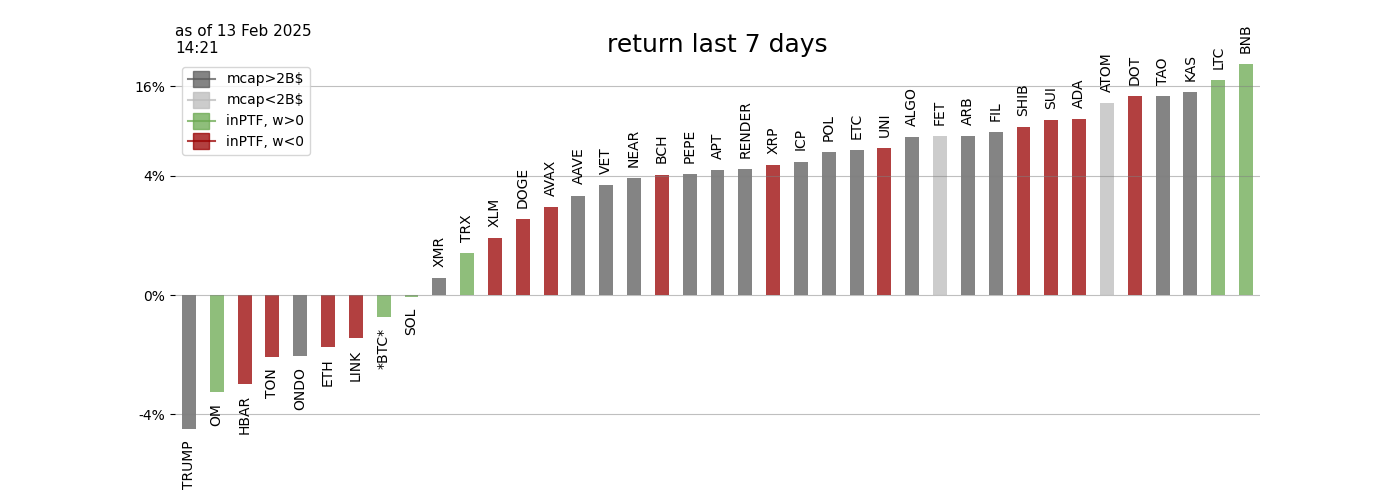 as of 13 Feb 2025
14:21
return last 7 days
mcap>2B$
mcap<2B$
inPTF, w>0
inPTF, w<0
16%
4%
0%
-4%
TRUMP
OM
HBAR
TON
ONDO
ETH
LINK
*BTC*
SOL
XMR
TRX
XLM
DOGE
AVAX
AAVE
VET
NEAR
BCH
PEPE
APT
RENDER
XRP
ICP
POL
ETC
UNI
ALGO
FET
ARB
FIL
SHIB
SUI
ADA
ATOM
DOT
TAO
KAS
LTC
BNB